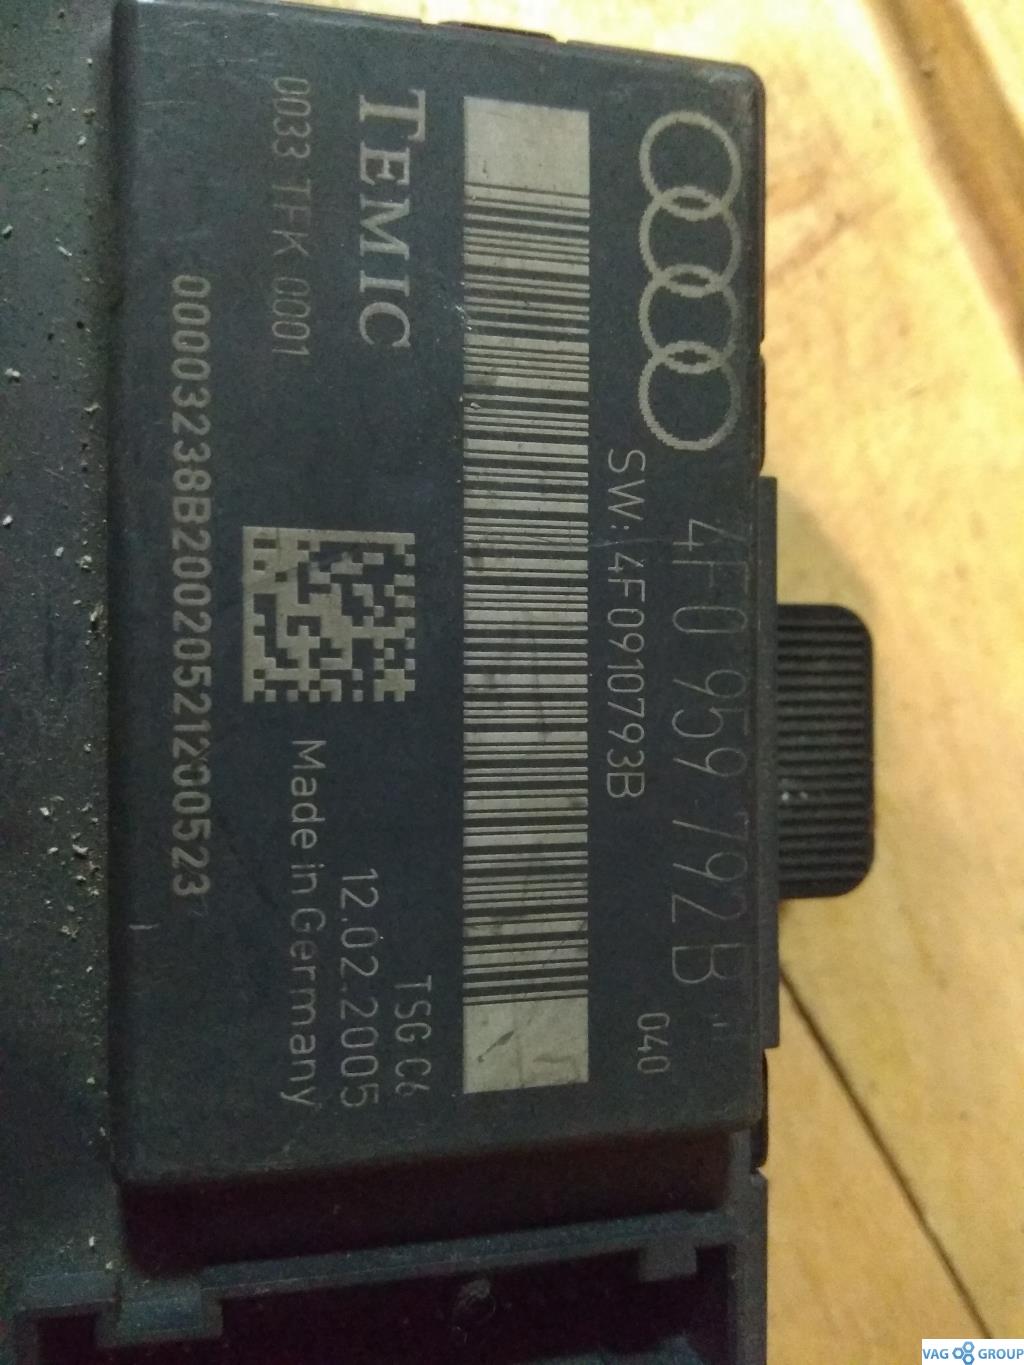 4F0 959 792B "
SW: 4F0910793B 040
TEMIC TSG C6
12.02.2005
0033 TFK 0001 Made in Germany
00003238B20020521200523
VAG GROUP